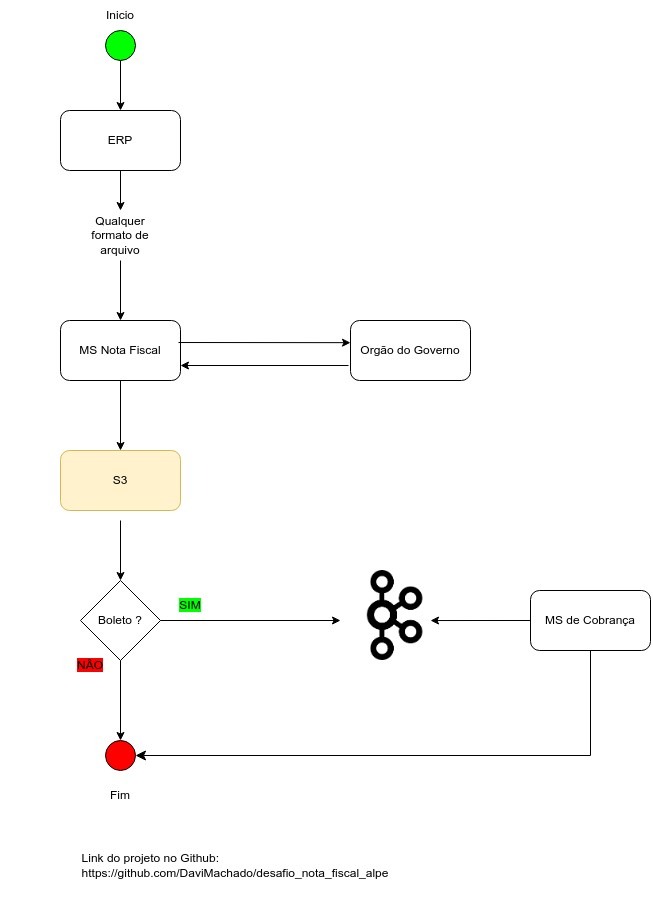 Inicio
ERP
Qualquer
formato de
arquivo
MS Nota Fiscal
Orgão do Governo
S3
Boleto ?
SIM
MS de Cobrança
NÃO
Fim
Link do projeto no Github:
https://github.com/DaviMachado/desafio_nota_fiscal_alpe